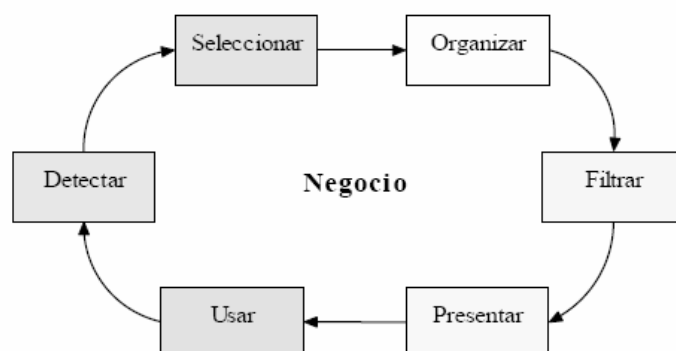 Seleccionar
Organizar
Detectar
Negocio
Filtrar
Usar
Presentar